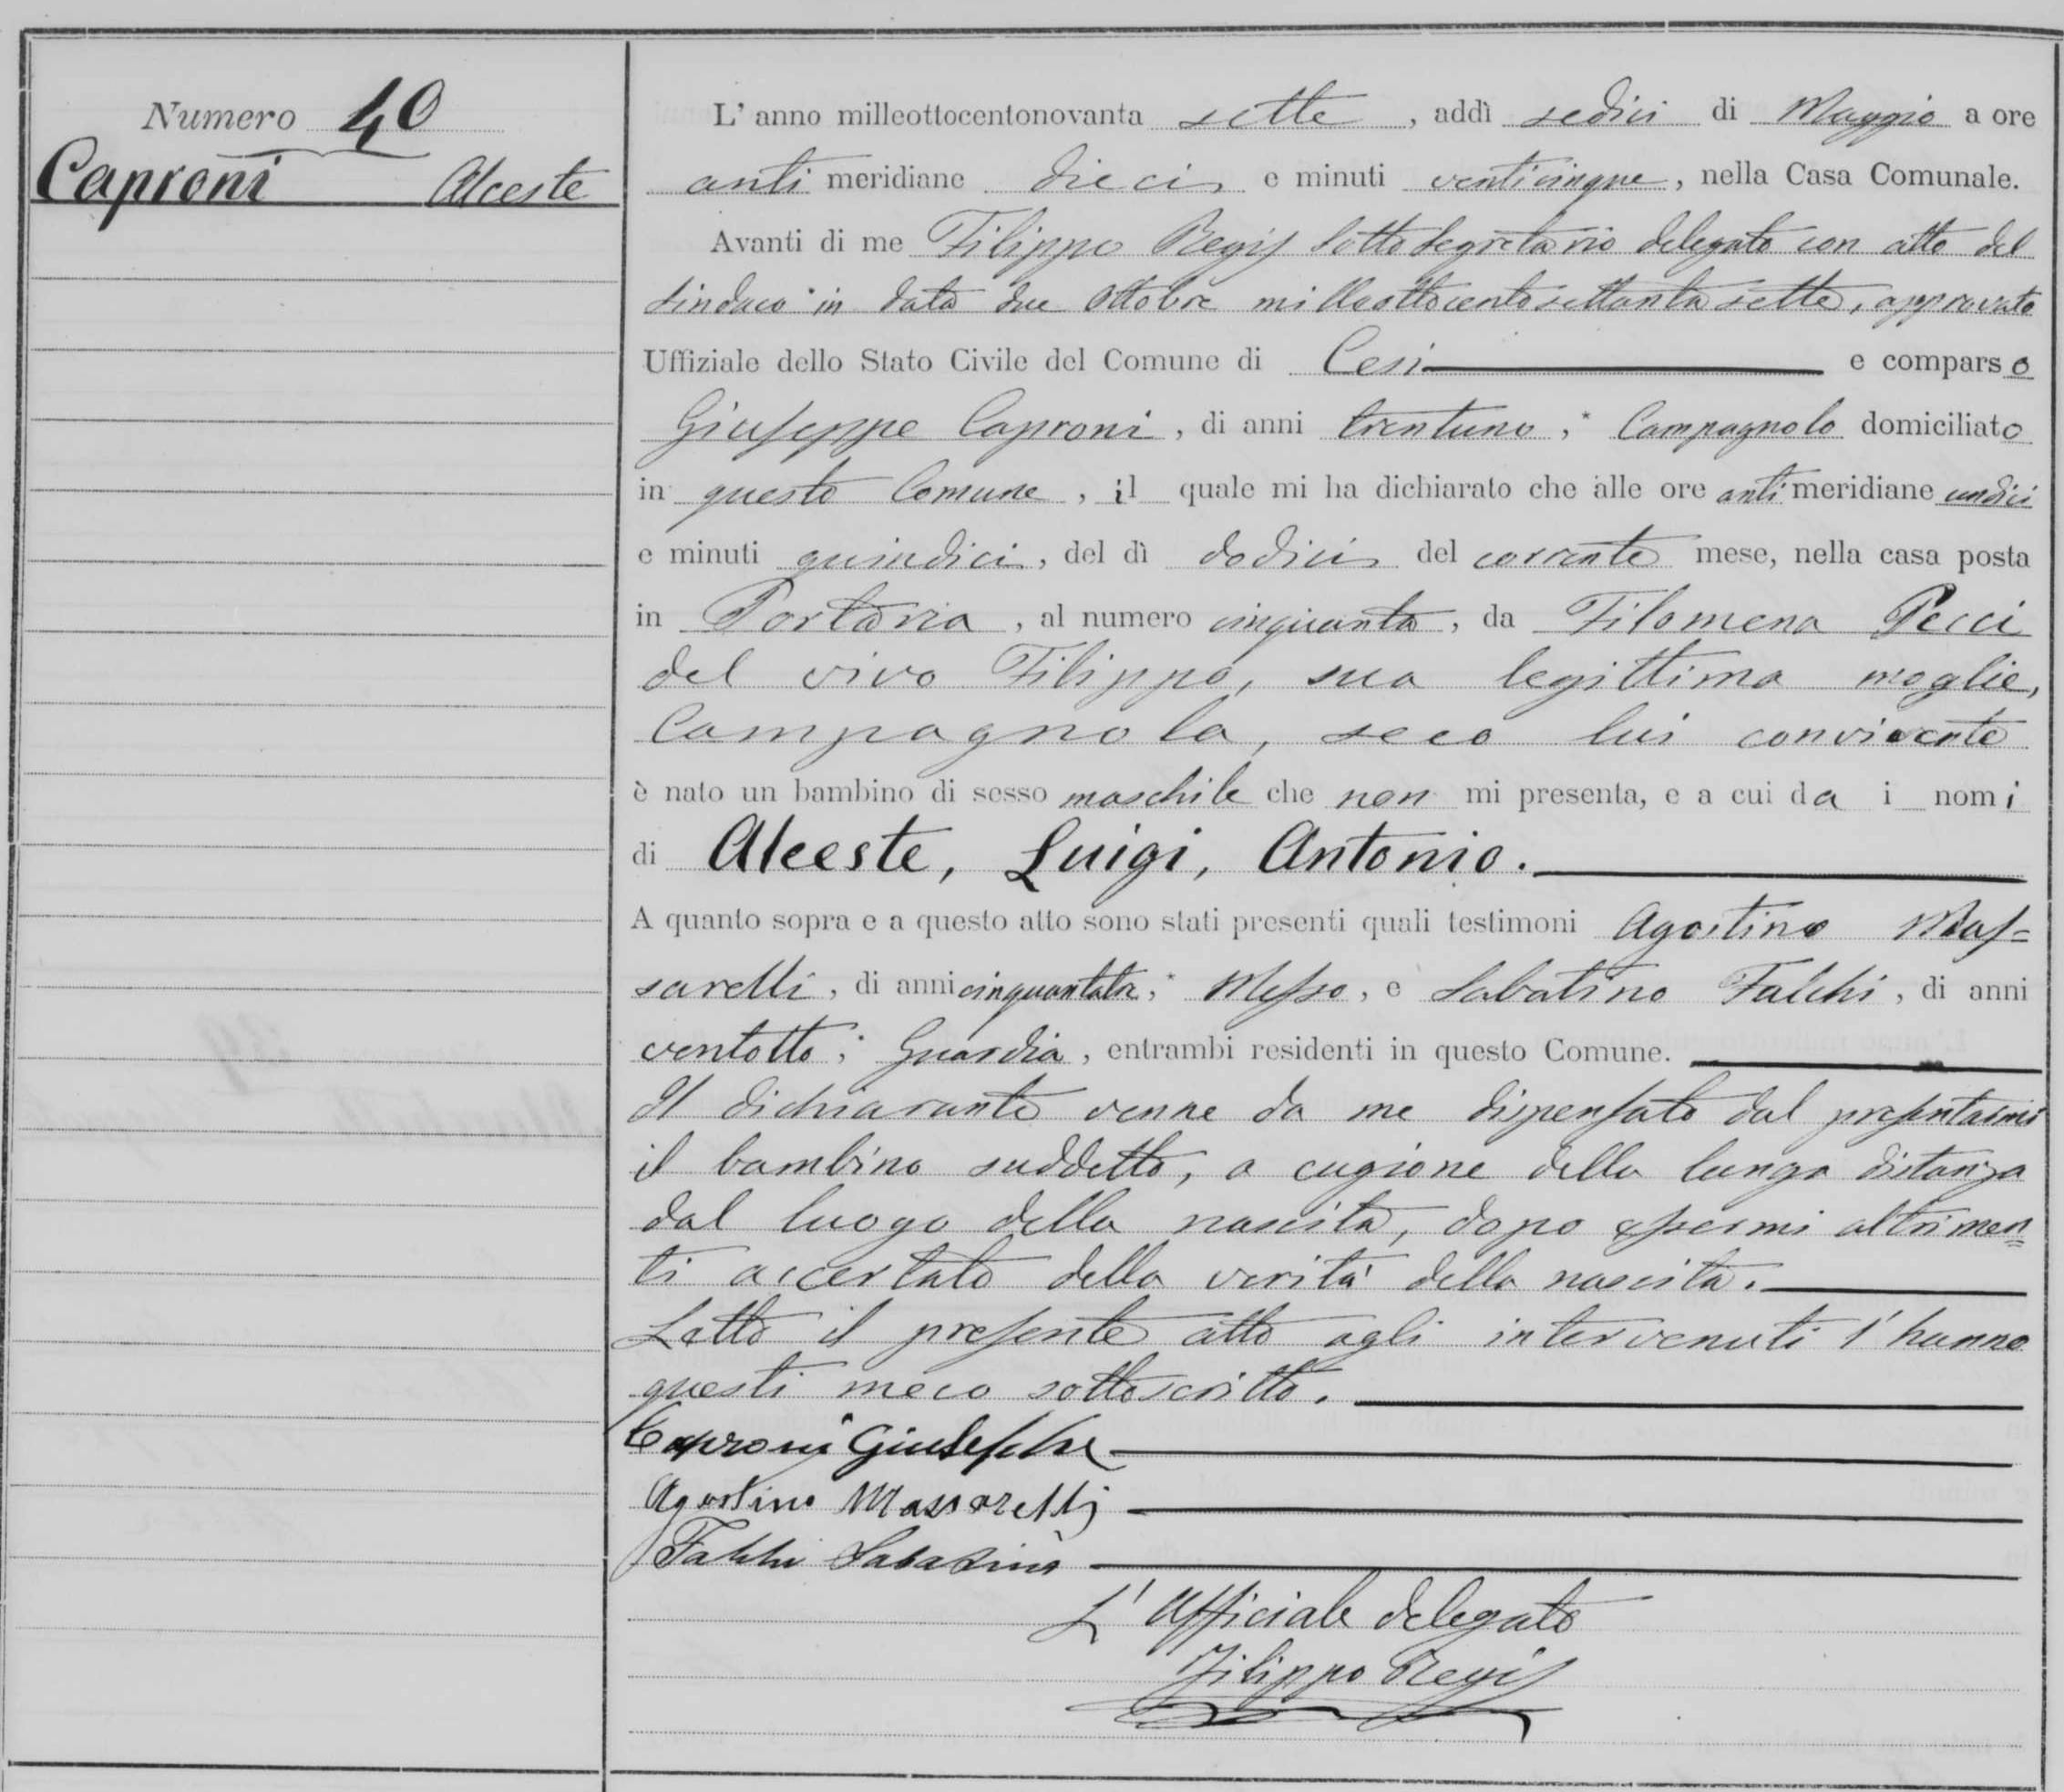 Numero 40
Caproni Alceste
L'anno milleottocentonovanta sette, addì sedici di Maggio a ore
anti meridiane dieci e minuti venticinque, nella Casa Comunale.
Avanti di me Filippo Regis Sotto Segretario delegato con atto del
Sindaco in data due Ottobre milleottocentosettantasette, approvato
Uffiziale dello Stato Civile del Comune di Cesi e comparso
Giuseppe Caproni, di anni trentuno, Campagnolo domiciliato
in questo Comune, il quale mi ha dichiarato che alle ore antimeridiane undici
e minuti quindici, del dì dodici del corrente mese, nella casa posta
in Portaria, al numero cinquanta, da Filomena Pecci
del vivo Filippo, sua legittima moglie,
Campagnola, seco lui convivente
è nato un bambino di sesso maschile che non mi presenta, e a cui da i nomi
di Alceste, Luigi, Antonio.
A quanto sopra e a questo atto sono stati presenti quali testimoni Agostino Mas=
sarelli, di anni cinquantatre, Messo, e Sabatino Falchi, di anni
ventotto, Guardia, entrambi residenti in questo Comune.
Il dichiarante venne da me dispensato dal presentarmi
il bambino suddetto, a cagione della lunga distanza
dal luogo della nascita, dopo essermi altrimen=
ti accertato della verità della nascita.
Letto il presente atto agli intervenuti l'hanno
questi meco sottoscritto.
Caproni Giuseppe
Agostino Massarelli
Falchi Sabatino
L'Ufficiale delegato
Filippo Regis